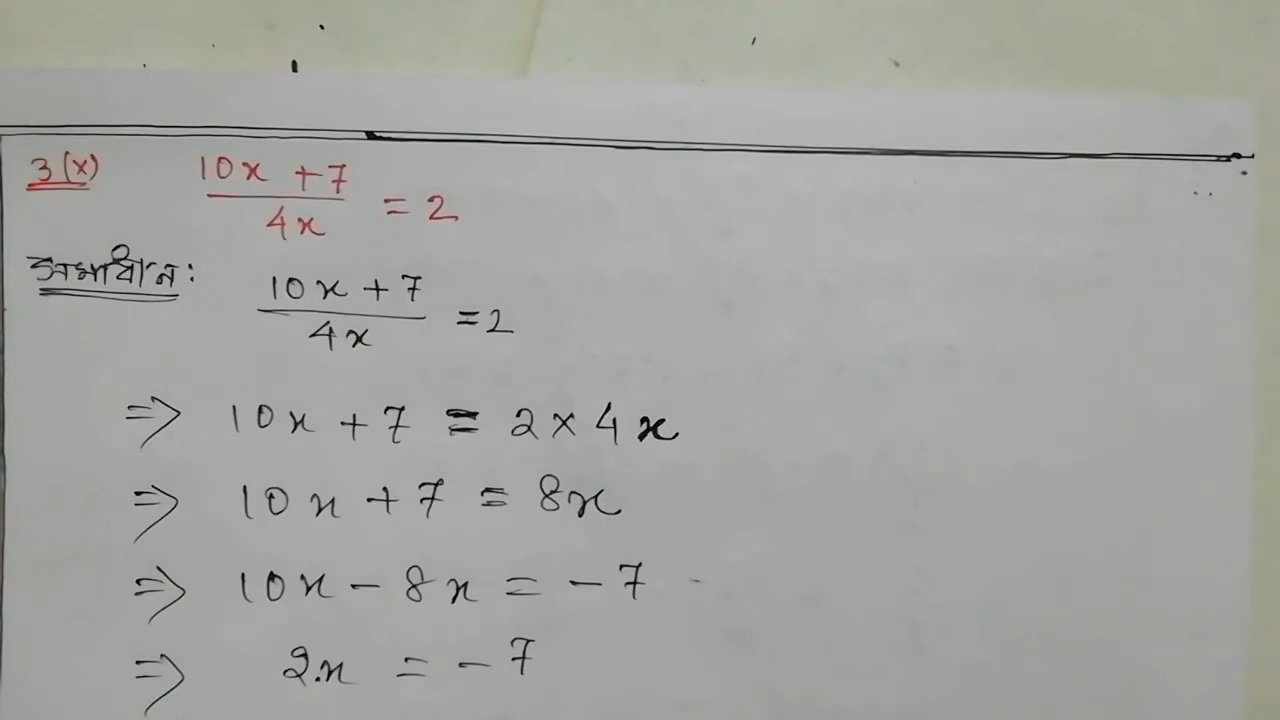 3(x) 10x + 7 / 4x = 2
সমাধান: 10x + 7 / 4x = 2
⇒ 10x + 7 = 2 × 4x
⇒ 10x + 7 = 8x
⇒ 10x - 8x = - 7
⇒ 2x = - 7